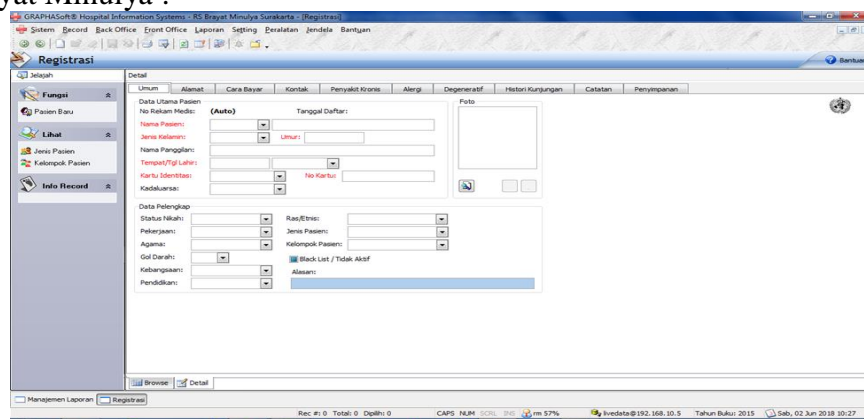 yat Minulya :
GRAPHASoft® Hospital Information Systems - RS Brayat Minulya Surakarta - [Registrasi]
Sistem Record Back Office Front Office Laporan Setting Peralatan Jendela Bantuan
Registrasi
Bantuan
Jelajah
Detail
Fungsi
Pasien Baru
Lihat
Jenis Pasien
Kelompok Pasien
Info Record
Umum Alamat Cara Bayar Kontak Penyakit Kronis Alergi Degeneratif Histori Kunjungan Catatan Penyimpanan
Data Utama Pasien
No Rekam Medis: (Auto) Tanggal Daftar:
Nama Pasien:
Jenis Kelamin: Umur:
Nama Panggilan:
Tempat/Tgl Lahir:
Kartu Identitas: No Kartu:
Kadaluarsa:
Foto
Data Pelengkap
Status Nikah: Ras/Etnis:
Pekerjaan: Jenis Pasien:
Agama: Kelompok Pasien:
Gol Darah: Black List / Tidak Aktif
Kebangsaan: Alasan:
Pendidikan:
Browse Detail
Manajemen Laporan Registrasi
Rec #: 0 Total: 0 Dipilih: 0 CAPS NUM SCRL INS rm 57% livedata@192.168.10.5 Tahun Buku: 2015 Sab, 02 Jun 2018 10:27